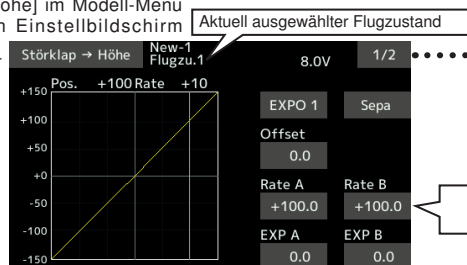 öhe] im Modell-Menü
n Einstellbildschirm
Aktuell ausgewählter Flugzustand
Störklap → Höhe
New-1
Flugzu.1
8.0V
1/2
Pos. +100 Rate +10
+150
+100
+50
+0
-50
-100
-150
EXPO 1
Sepa
Offset
0.0
Rate A
Rate B
+100.0
+100.0
EXP A
EXP B
0.0
0.0